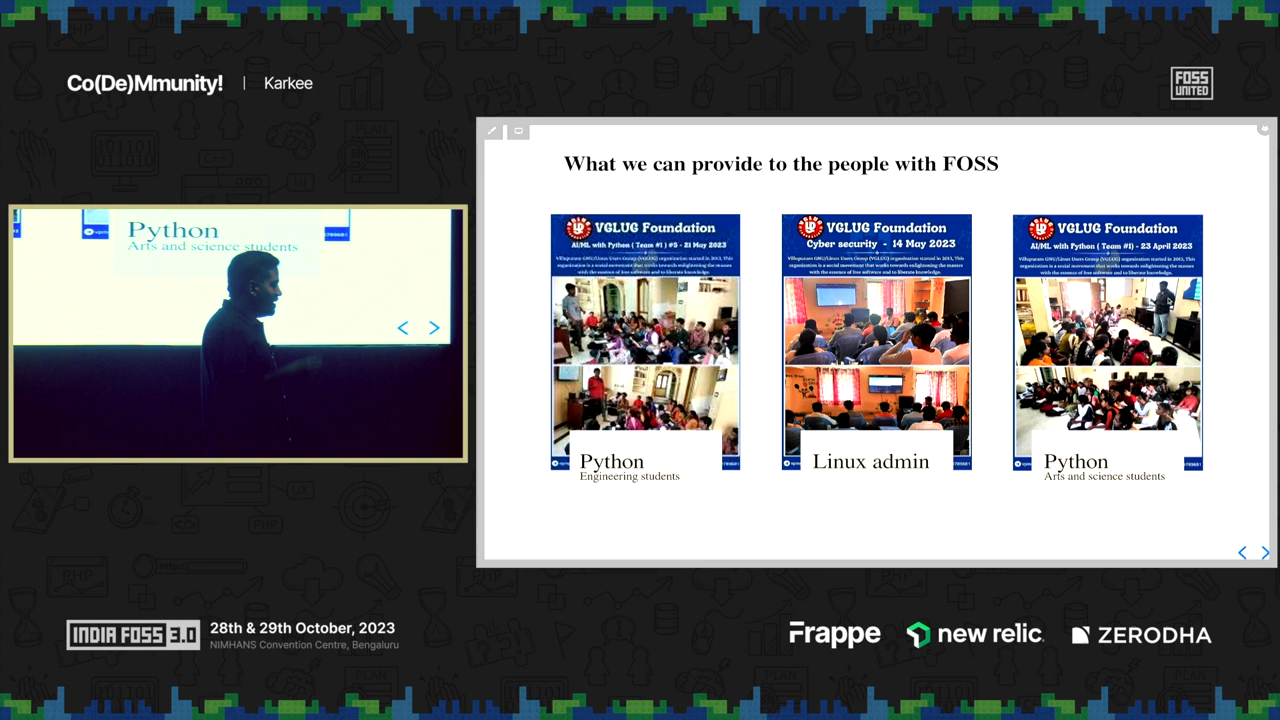 Co(De)Mmunity! | Karkee
FOSS
UNITED
Python
Arts and science students
What we can provide to the people with FOSS
VGLUG Foundation
AI/ML with Python ( Team #1 ) #5 - 21 May 2023
Villupuram GNU/Linux Users Group (VGLUG) organization started in 2013, This
organization is a social movement that works towards enlightening the masses
with the essence of free software and to liberate knowledge.
Python
Engineering students
VGLUG Foundation
Cyber security - 14 May 2023
Villupuram GNU/Linux Users Group (VGLUG) organization started in 2013, This
organization is a social movement that works towards enlightening the masses
with the essence of free software and to liberate knowledge.
Linux admin
VGLUG Foundation
AI/ML with Python ( Team #1) - 23 April 2023
Villupuram GNU/Linux Users Group (VGLUG) organization started in 2013, This
organization is a social movement that works towards enlightening the masses
with the essence of free software and to liberate knowledge.
Python
Arts and science students
INDIA FOSS 3.0
28th & 29th October, 2023
NIMHANS Convention Centre, Bengaluru
Frappe
new relic
ZERODHA